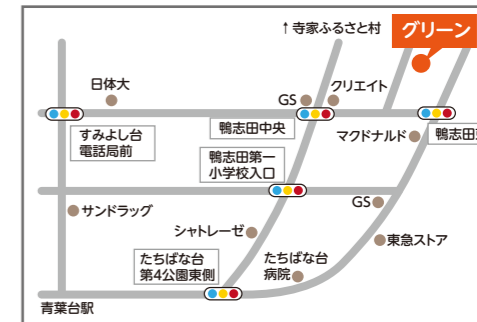 ↑寺家ふるさと村
グリーン
日体大
GS
クリエイト
すみよし台
電話局前
鴨志田中央
マクドナルド
鴨志田
鴨志田第一
小学校入口
サンドラッグ
GS
シャトレーゼ
東急ストア
たちばな台
第4公園東側
たちばな台
病院
青葉台駅